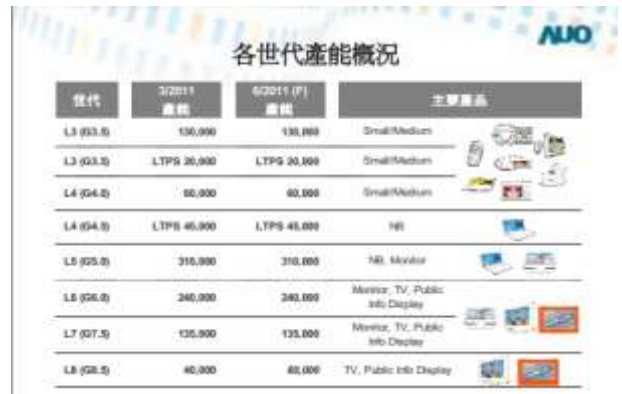 AUO
各世代產能概況
世代 3/2011 產能 6/2011 (F) 產能 主要產品
L3 (G3.5) 130,000 130,000 Small/Medium
L3 (G3.5) LTPS 20,000 LTPS 20,000 Small/Medium
L4 (G4.0) 60,000 60,000 Small/Medium
L4 (G4.5) LTPS 45,000 LTPS 45,000 NB
L5 (G5.0) 310,000 310,000 NB, Monitor
L6 (G6.0) 240,000 240,000 Monitor, TV, Public
Info Display
L7 (G7.5) 135,000 135,000 Monitor, TV, Public
Info Display
L8 (G8.5) 40,000 TV, Public Info Display